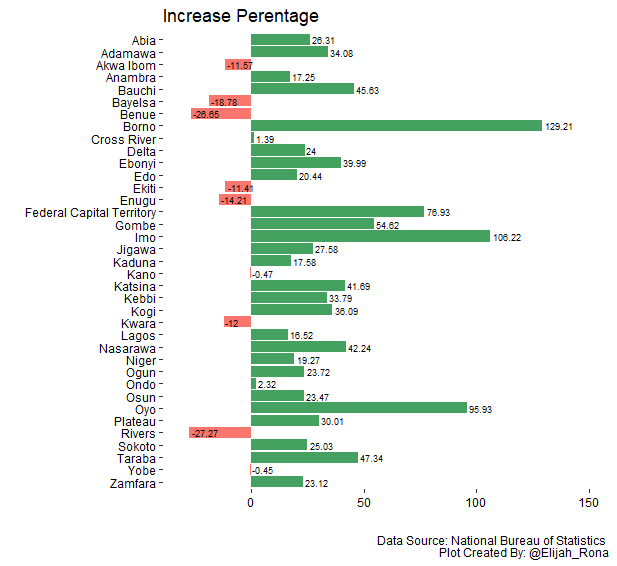 Increase Perentage
Abia 26.31
Adamawa 34.08
Akwa Ibom -11.57
Anambra 17.25
Bauchi 45.63
Bayelsa -18.78
Benue -26.65
Borno 129.21
Cross River 1.39
Delta 24
Ebonyi 39.99
Edo 20.44
Ekiti -11.41
Enugu -14.21
Federal Capital Territory 76.93
Gombe 54.62
Imo 106.22
Jigawa 27.58
Kaduna 17.58
Kano -0.47
Katsina 41.69
Kebbi 33.79
Kogi 36.09
Kwara -12
Lagos 16.52
Nasarawa 42.24
Niger 19.27
Ogun 23.72
Ondo 2.32
Osun 23.47
Oyo 95.93
Plateau 30.01
Rivers -27.27
Sokoto 25.03
Taraba 47.34
Yobe -0.45
Zamfara 23.12
0 50 100 150
Data Source: National Bureau of Statistics
Plot Created By: @Elijah_Rona